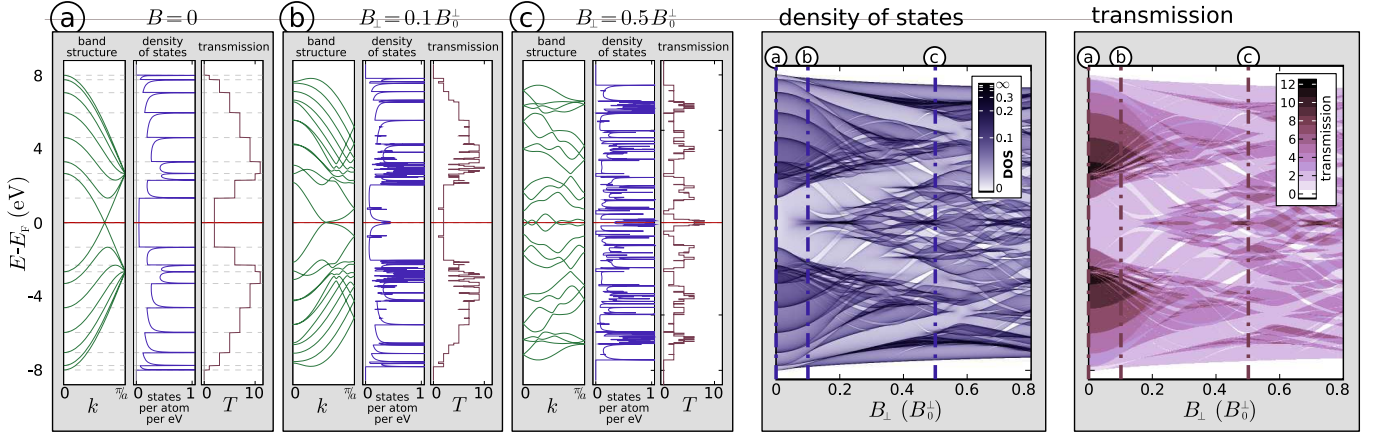 a B = 0
b B⊥ = 0.1 B₀⊥
c B⊥ = 0.5 B₀⊥
density of states
transmission
band structure
density of states
transmission
band structure
density of states
transmission
band structure
density of states
transmission
E-E_F (eV)
8
4
0
-4
-8
0 k π/a
0 1
states per atom per eV
0 10
T
0 k π/a
0 1
states per atom per eV
0 10
T
0 k π/a
0 1
states per atom per eV
0 10
T
a b c
∞
0.3
0.2
0.1
0
DOS
0 0.2 0.4 0.6 0.8
B⊥ (B₀⊥)
a b c
12
10
8
6
4
2
0
transmission
0 0.2 0.4 0.6 0.8
B⊥ (B₀⊥)